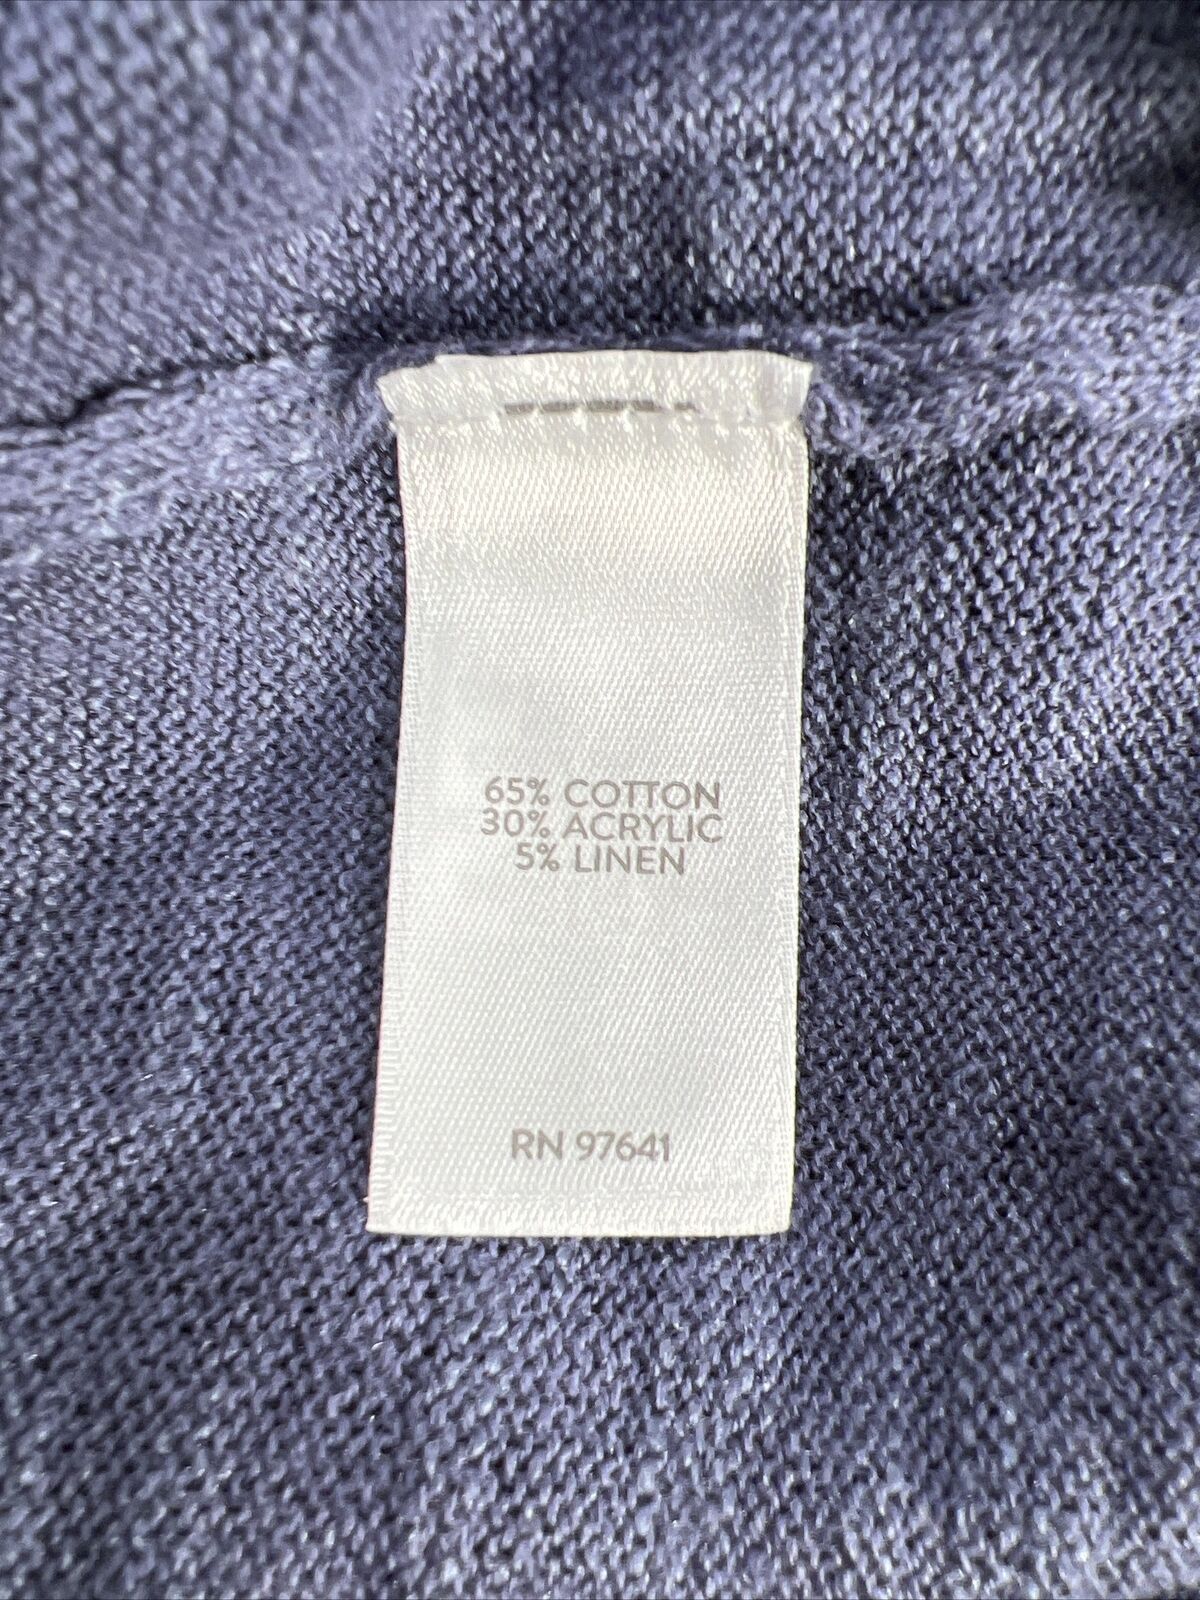 65% COTTON
30% ACRYLIC
5% LINEN
RN 97641